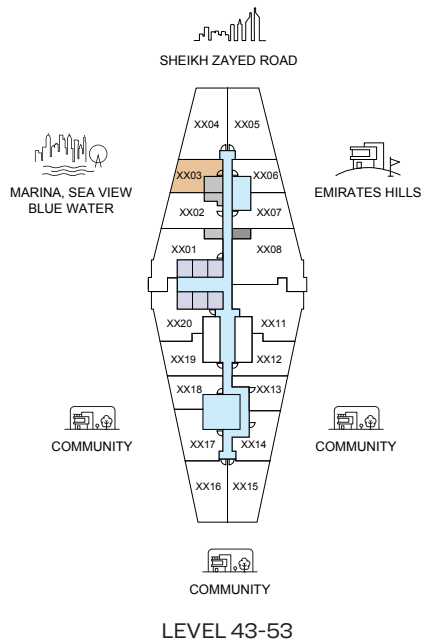 SHEIKH ZAYED ROAD
XX04
XX05
XX03
XX06
MARINA, SEA VIEW
BLUE WATER
EMIRATES HILLS
XX02
XX07
XX01
XX08
XX20
XX11
XX19
XX12
XX18
XX13
COMMUNITY
COMMUNITY
XX17
XX14
XX16
XX15
COMMUNITY
LEVEL 43-53